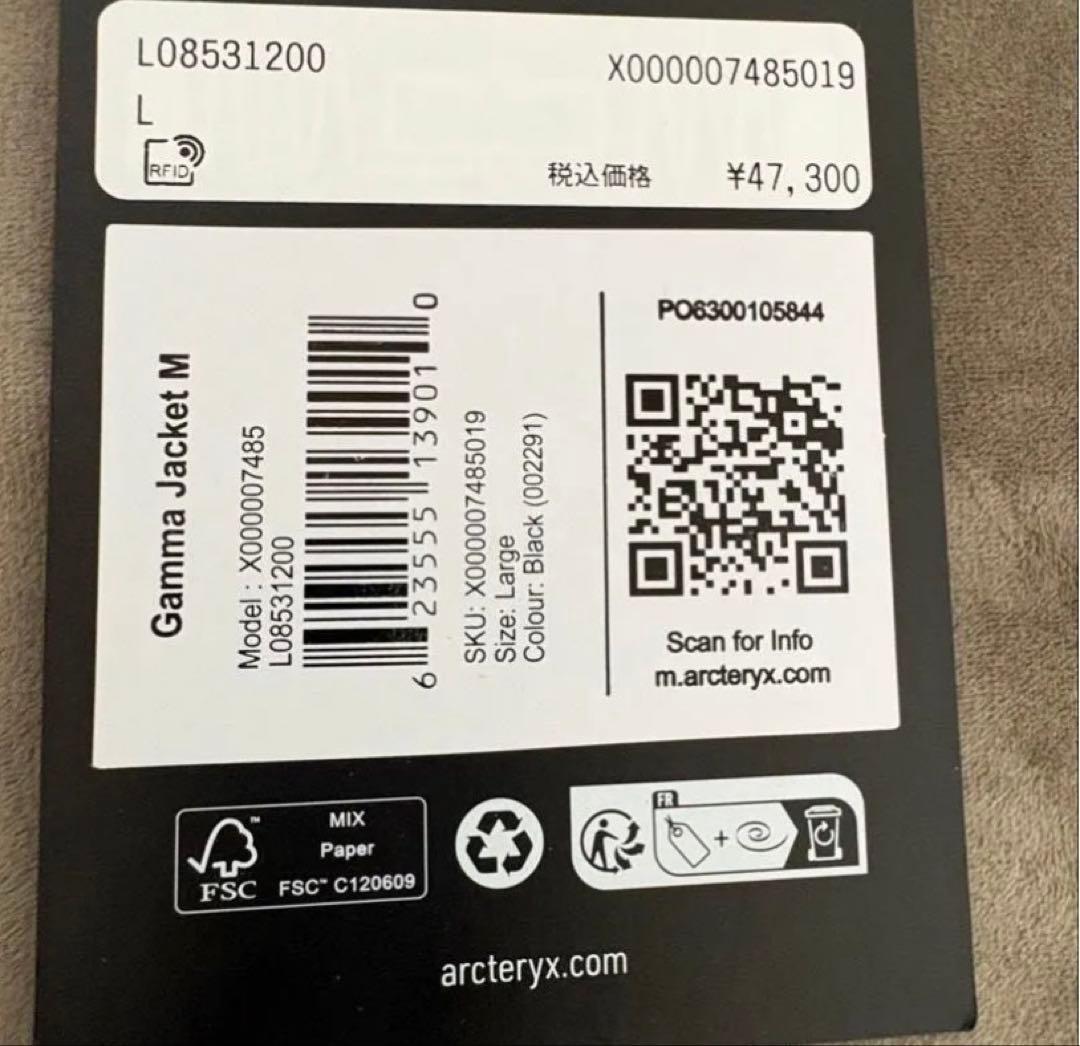 L08531200
X000007485019
L
RFID
税込価格 ¥47,300
Gamma Jacket M
Model : X000007485
L08531200
6 23555 13901 0
SKU: X000007485019
Size: Large
Colour: Black (002291)
PO6300105844
Scan for Info
m.arcteryx.com
FSC™
MIX
Paper
FSC™ C120609
FR
+
arcteryx.com